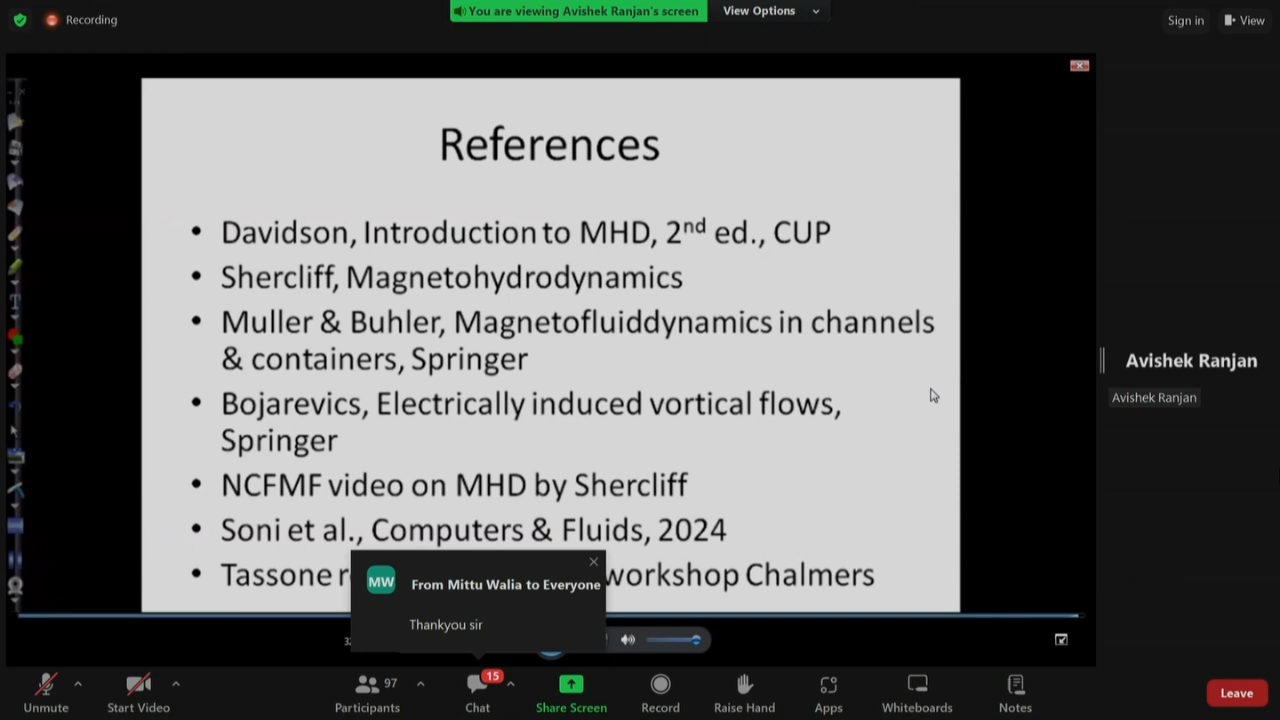 Recording
You are viewing Avishek Ranjan's screen
View Options
Sign in
View
References
• Davidson, Introduction to MHD, 2nd ed., CUP
• Shercliff, Magnetohydrodynamics
• Muller & Buhler, Magnetofluiddynamics in channels
& containers, Springer
• Bojarevics, Electrically induced vortical flows,
Springer
• NCFMF video on MHD by Shercliff
• Soni et al., Computers & Fluids, 2024
• Tassone workshop Chalmers
Avishek Ranjan
Avishek Ranjan
MW
From Mittu Walia to Everyone
Thankyou sir
Unmute
Start Video
97
Participants
15
Chat
Share Screen
Record
Raise Hand
Apps
Whiteboards
Notes
Leave